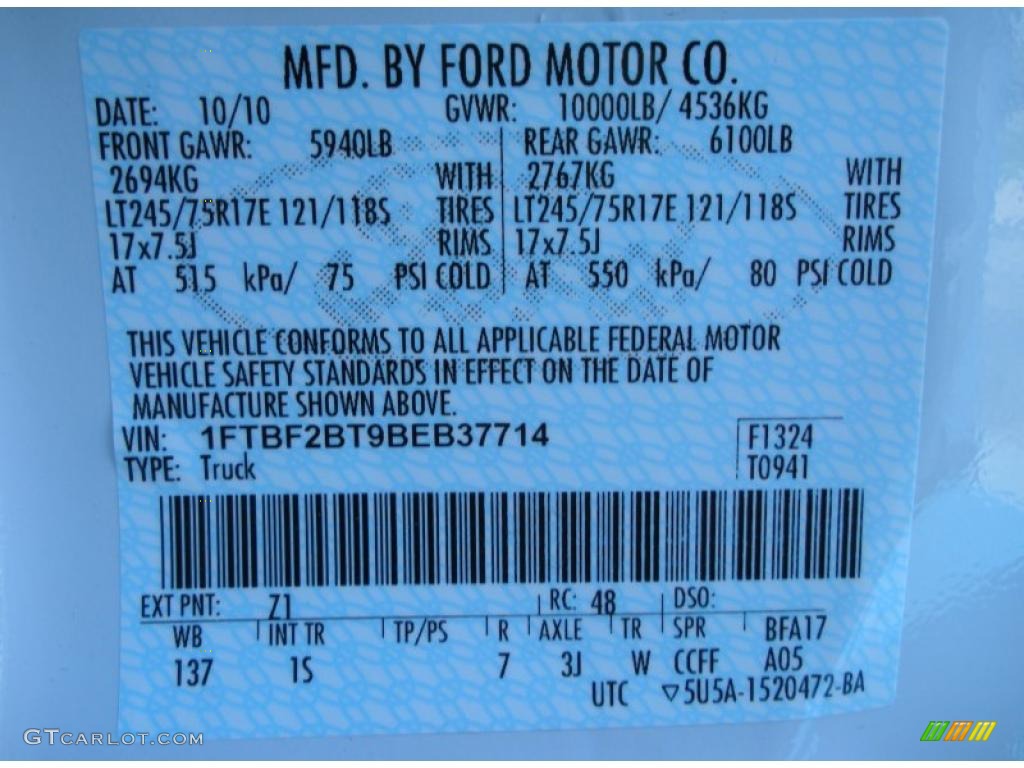 MFD. BY FORD MOTOR CO.
DATE: 10/10 GVWR: 10000LB/ 4536KG
FRONT GAWR: 5940LB REAR GAWR: 6100LB
2694KG WITH 2767KG WITH
LT245/75R17E 121/118S TIRES LT245/75R17E 121/118S TIRES
17x7.5J RIMS 17x7.5J RIMS
AT 515 kPa/ 75 PSI COLD AT 550 kPa/ 80 PSI COLD
THIS VEHICLE CONFORMS TO ALL APPLICABLE FEDERAL MOTOR
VEHICLE SAFETY STANDARDS IN EFFECT ON THE DATE OF
MANUFACTURE SHOWN ABOVE.
VIN: 1FTBF2BT9BEB37714 F1324
TYPE: Truck T0941
EXT PNT: Z1 RC: 48 DSO:
WB INT TR TP/PS R AXLE TR SPR BFA17
137 1S 7 3J W CCFF A05
UTC ▽5U5A-1520472-BA
GTCARLOT.COM